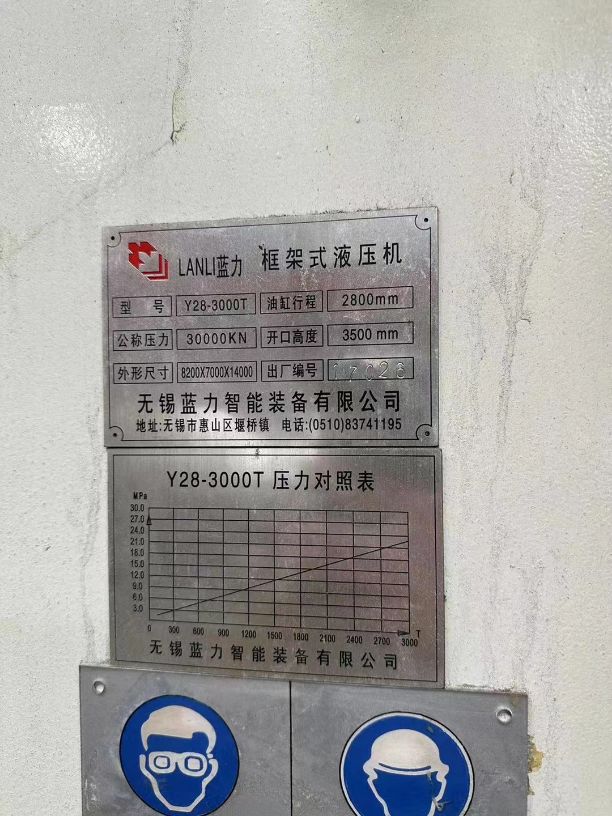 LANLI蓝力 框架式液压机
型 号 Y28-3000T 油缸行程 2800mm
公称压力 30000KN 开口高度 3500 mm
外形尺寸 8200X7000X14000 出厂编号
无锡蓝力智能装备有限公司
地址:无锡市惠山区堰桥镇 电话:(0510)83741195
Y28-3000T 压力对照表
MPa
30.0
27.0
24.0
21.0
18.0
15.0
12.0
9.0
6.0
3.0
0 300 600 900 1200 1500 1800 2100 2400 2700 3000 T
无锡蓝力智能装备有限公司